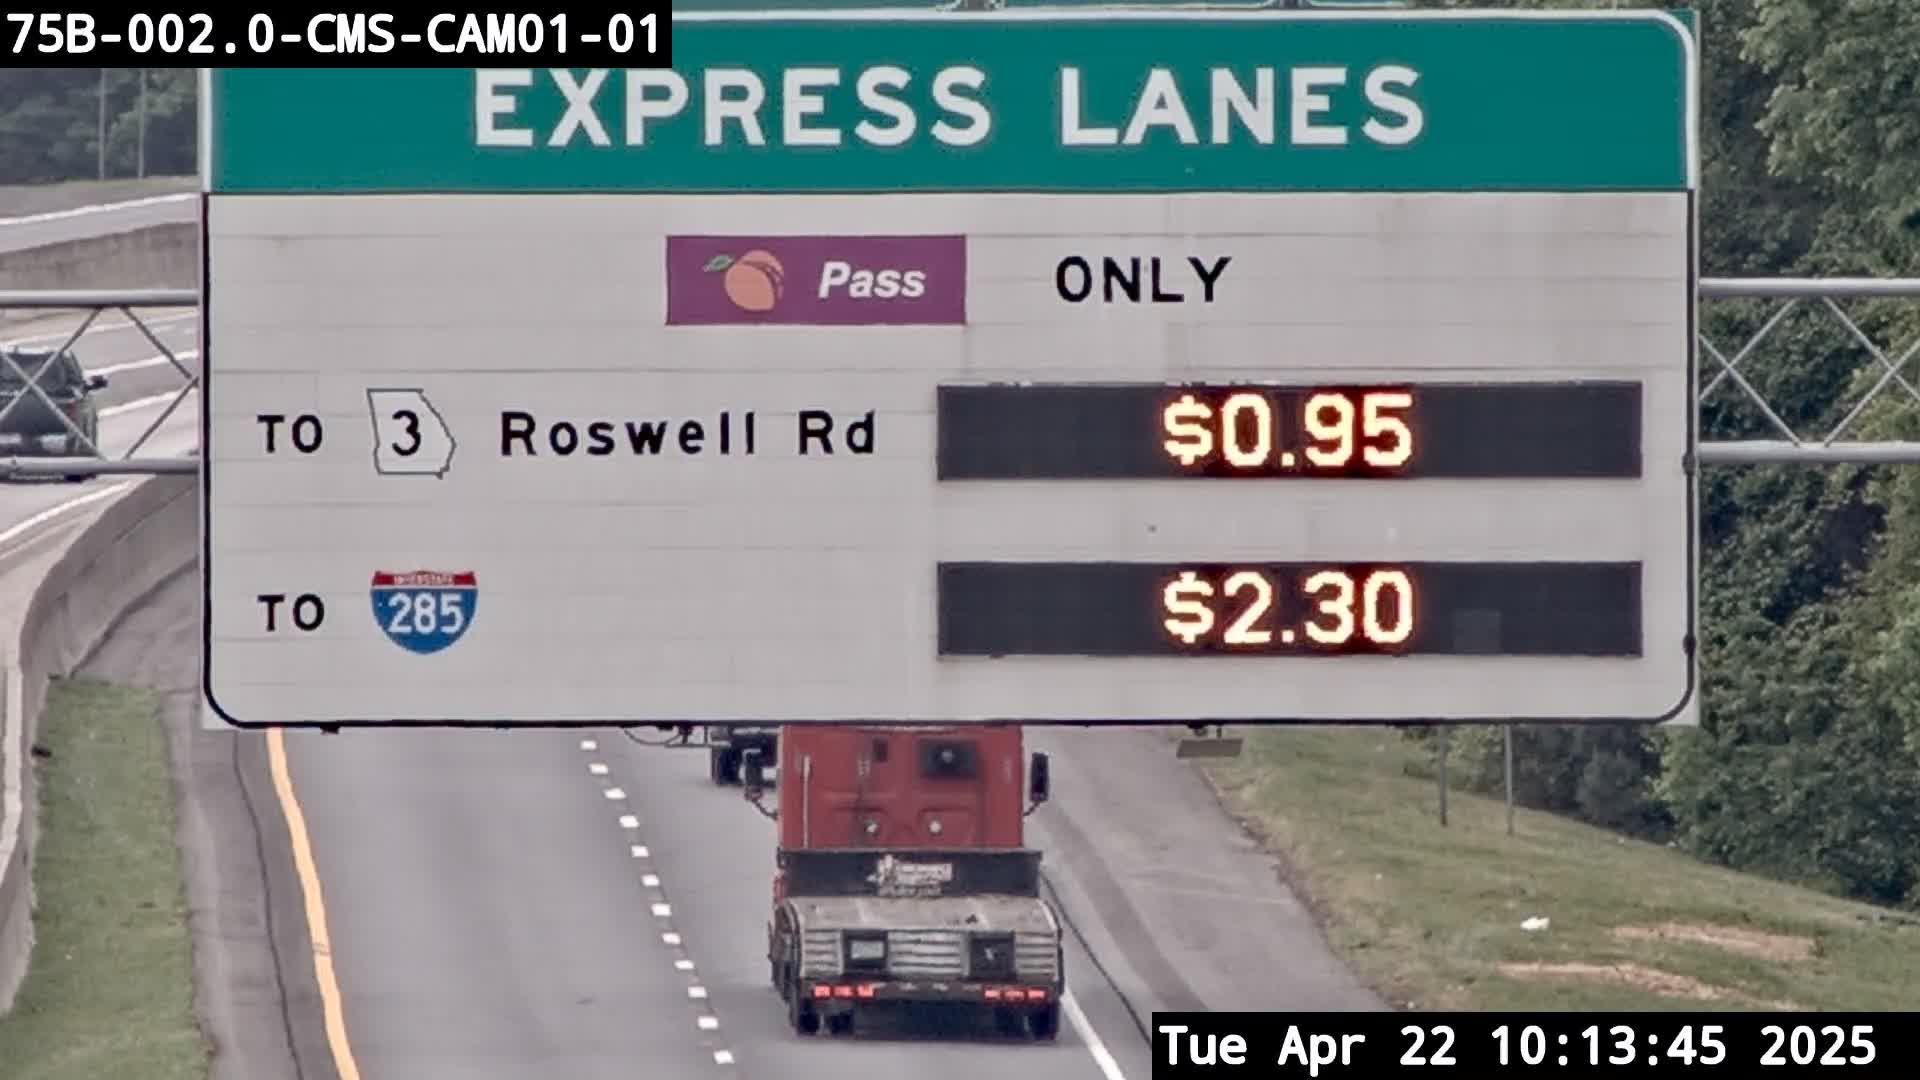 75B-002.0-CMS-CAM01-01
EXPRESS LANES
Pass ONLY
TO 3 Roswell Rd $0.95
TO INTERSTATE 285 $2.30
Tue Apr 22 10:13:45 2025